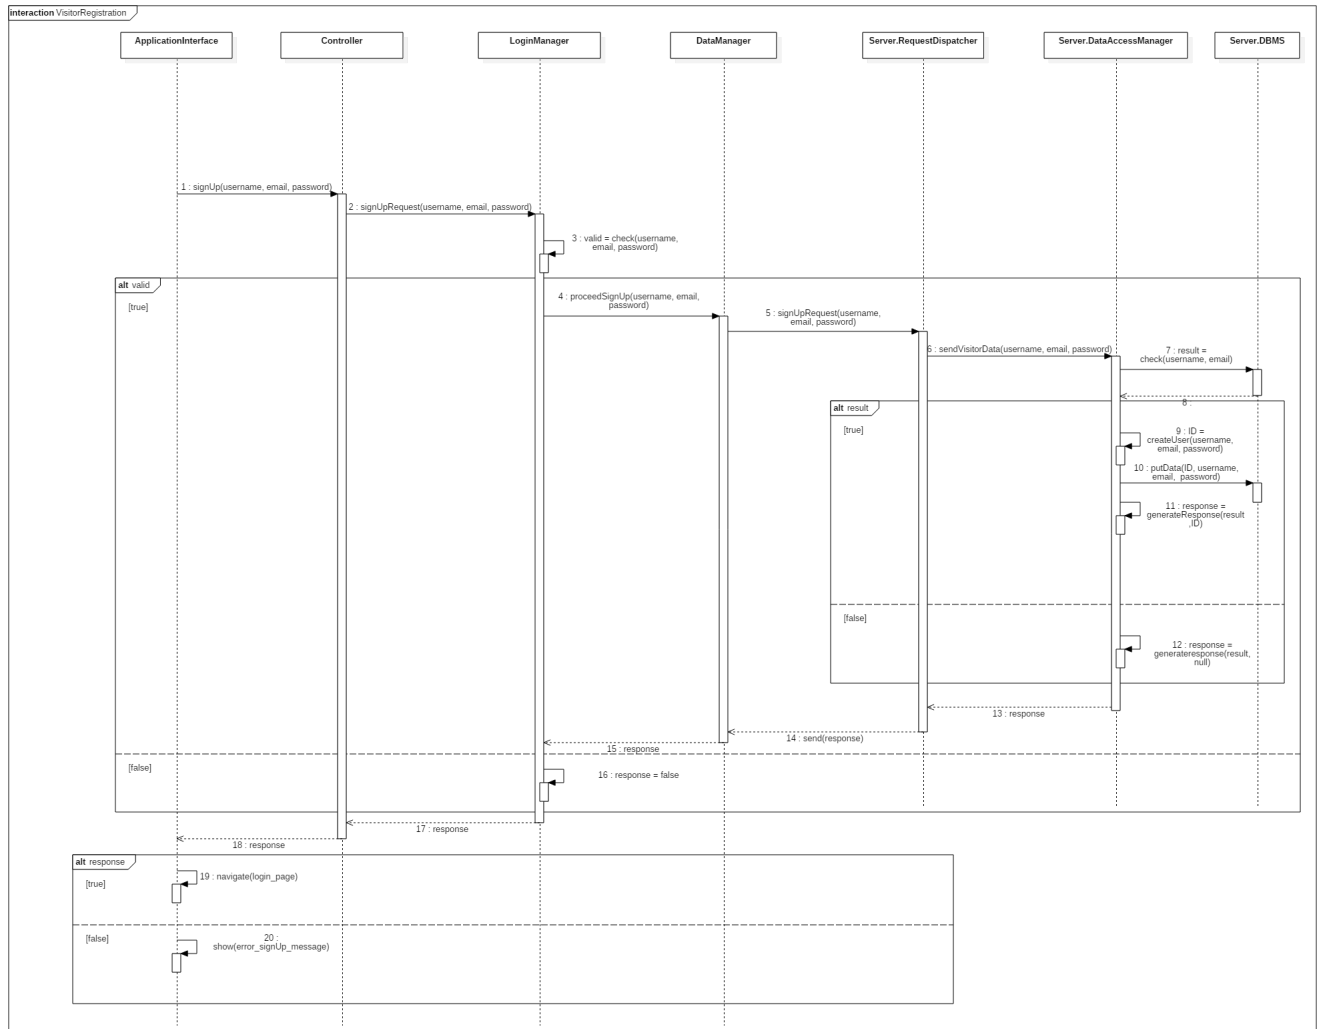 interaction VisitorRegistration
ApplicationInterface
Controller
LoginManager
DataManager
Server.RequestDispatcher
Server.DataAccessManager
Server.DBMS
1 : signUp(username, email, password)
2 : signUpRequest(username, email, password)
3 : valid = check(username,
email, password)
alt valid
[true]
4 : proceedSignUp(username, email,
password)
5 : signUpRequest(username,
email, password)
6 : sendVisitorData(username, email, password)
7 : result =
check(username, email)
8 :
alt result
[true]
9 : ID =
createUser(username,
email, password)
10 : putData(ID, username,
email, password)
11 : response =
generateResponse(result
,ID)
[false]
12 : response =
generateresponse(result,
null)
13 : response
14 : send(response)
15 : response
[false]
16 : response = false
17 : response
18 : response
alt response
[true]
19 : navigate(login_page)
[false]
20 :
show(error_signUp_message)